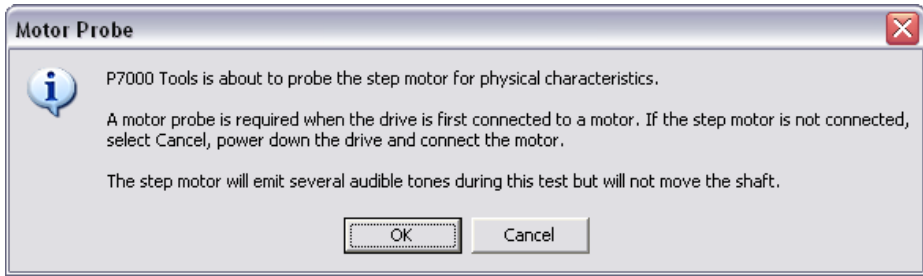 Motor Probe
P7000 Tools is about to probe the step motor for physical characteristics.
A motor probe is required when the drive is first connected to a motor. If the step motor is not connected,
select Cancel, power down the drive and connect the motor.
The step motor will emit several audible tones during this test but will not move the shaft.
OK
Cancel